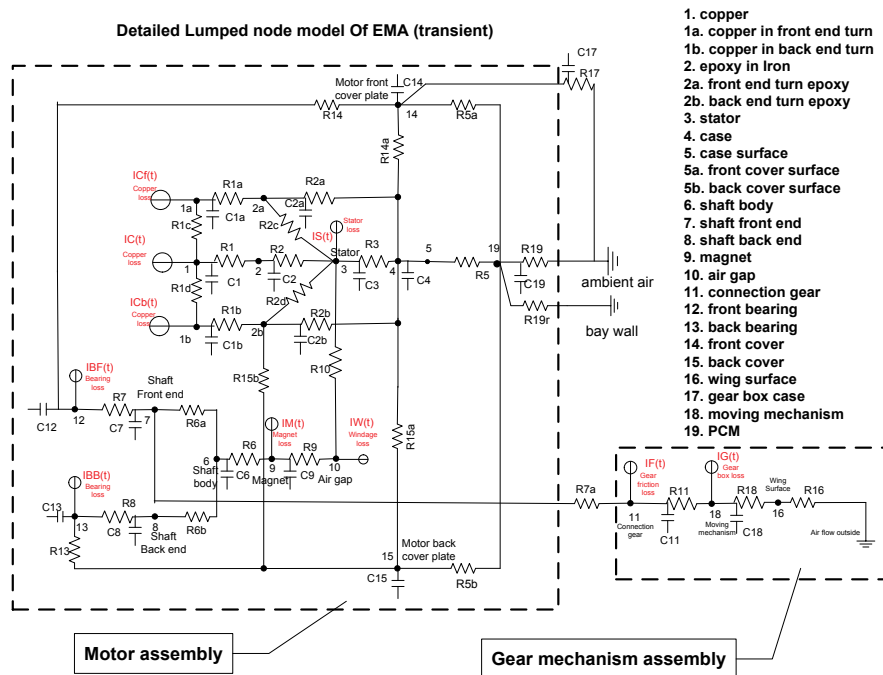 Detailed Lumped node model Of EMA (transient)
1. copper
1a. copper in front end turn
1b. copper in back end turn
2. epoxy in Iron
2a. front end turn epoxy
2b. back end turn epoxy
3. stator
4. case
5. case surface
5a. front cover surface
5b. back cover surface
6. shaft body
7. shaft front end
8. shaft back end
9. magnet
10. air gap
11. connection gear
12. front bearing
13. back bearing
14. front cover
15. back cover
16. wing surface
17. gear box case
18. moving mechanism
19. PCM
C17
R17
Motor front
cover plate
C14
14
R14
R5a
R14a
ICf(t)
Copper
loss
1a
R1a
C1a
2a
R2a
C2a
R1c
R2c
IS(t)
Stator
loss
Stator
IC(t)
Copper
loss
1
R1
C1
2
R2
C2
3
R3
C3
4
C4
5
R5
19
R19
C19
ambient air
R19r
bay wall
R1d
R2d
ICb(t)
Copper
loss
1b
R1b
C1b
2b
R2b
C2b
R15b
R10
R15a
IBF(t)
Bearing
loss
C12
12
R7
C7
7
Shaft
Front end
R6a
6
Shaft
body
R6
C6
IM(t)
Magnet
loss
9
Magnet
R9
C9
10
Air gap
IW(t)
Windage
loss
IBB(t)
Bearing
loss
C13
13
R8
C8
8
Shaft
Back end
R6b
R13
15
Motor back
cover plate
C15
R5b
R7a
IF(t)
Gear
friction
loss
11
Connection
gear
R11
C11
IG(t)
Gear
box loss
18
Moving
mechanism
R18
C18
Wing
Surface
16
R16
Air flow outside
Motor assembly
Gear mechanism assembly